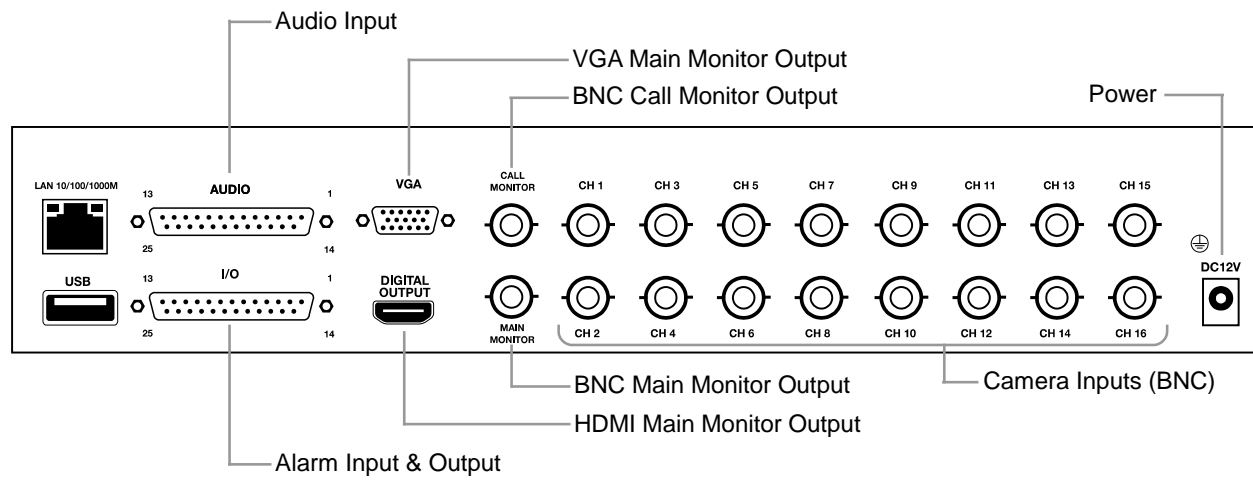 Audio Input
VGA Main Monitor Output
BNC Call Monitor Output
Power
LAN 10/100/1000M
13
AUDIO
1
VGA
CALL
MONITOR
CH 1
CH 3
CH 5
CH 7
CH 9
CH 11
CH 13
CH 15
25
14
DC12V
USB
13
I/O
1
DIGITAL
OUTPUT
25
14
MAIN
MONITOR
CH 2
CH 4
CH 6
CH 8
CH 10
CH 12
CH 14
CH 16
BNC Main Monitor Output
Camera Inputs (BNC)
HDMI Main Monitor Output
Alarm Input & Output